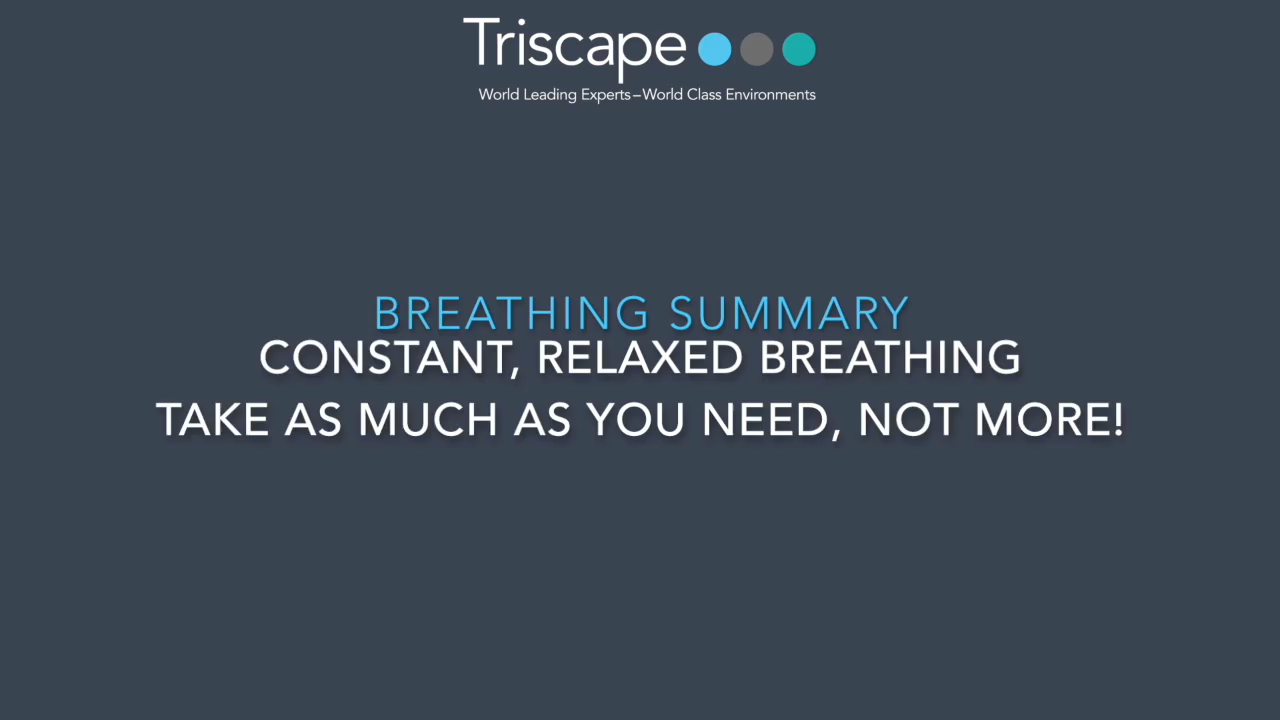 Triscape
World Leading Experts – World Class Environments
BREATHING SUMMARY
CONSTANT, RELAXED BREATHING
TAKE AS MUCH AS YOU NEED, NOT MORE!